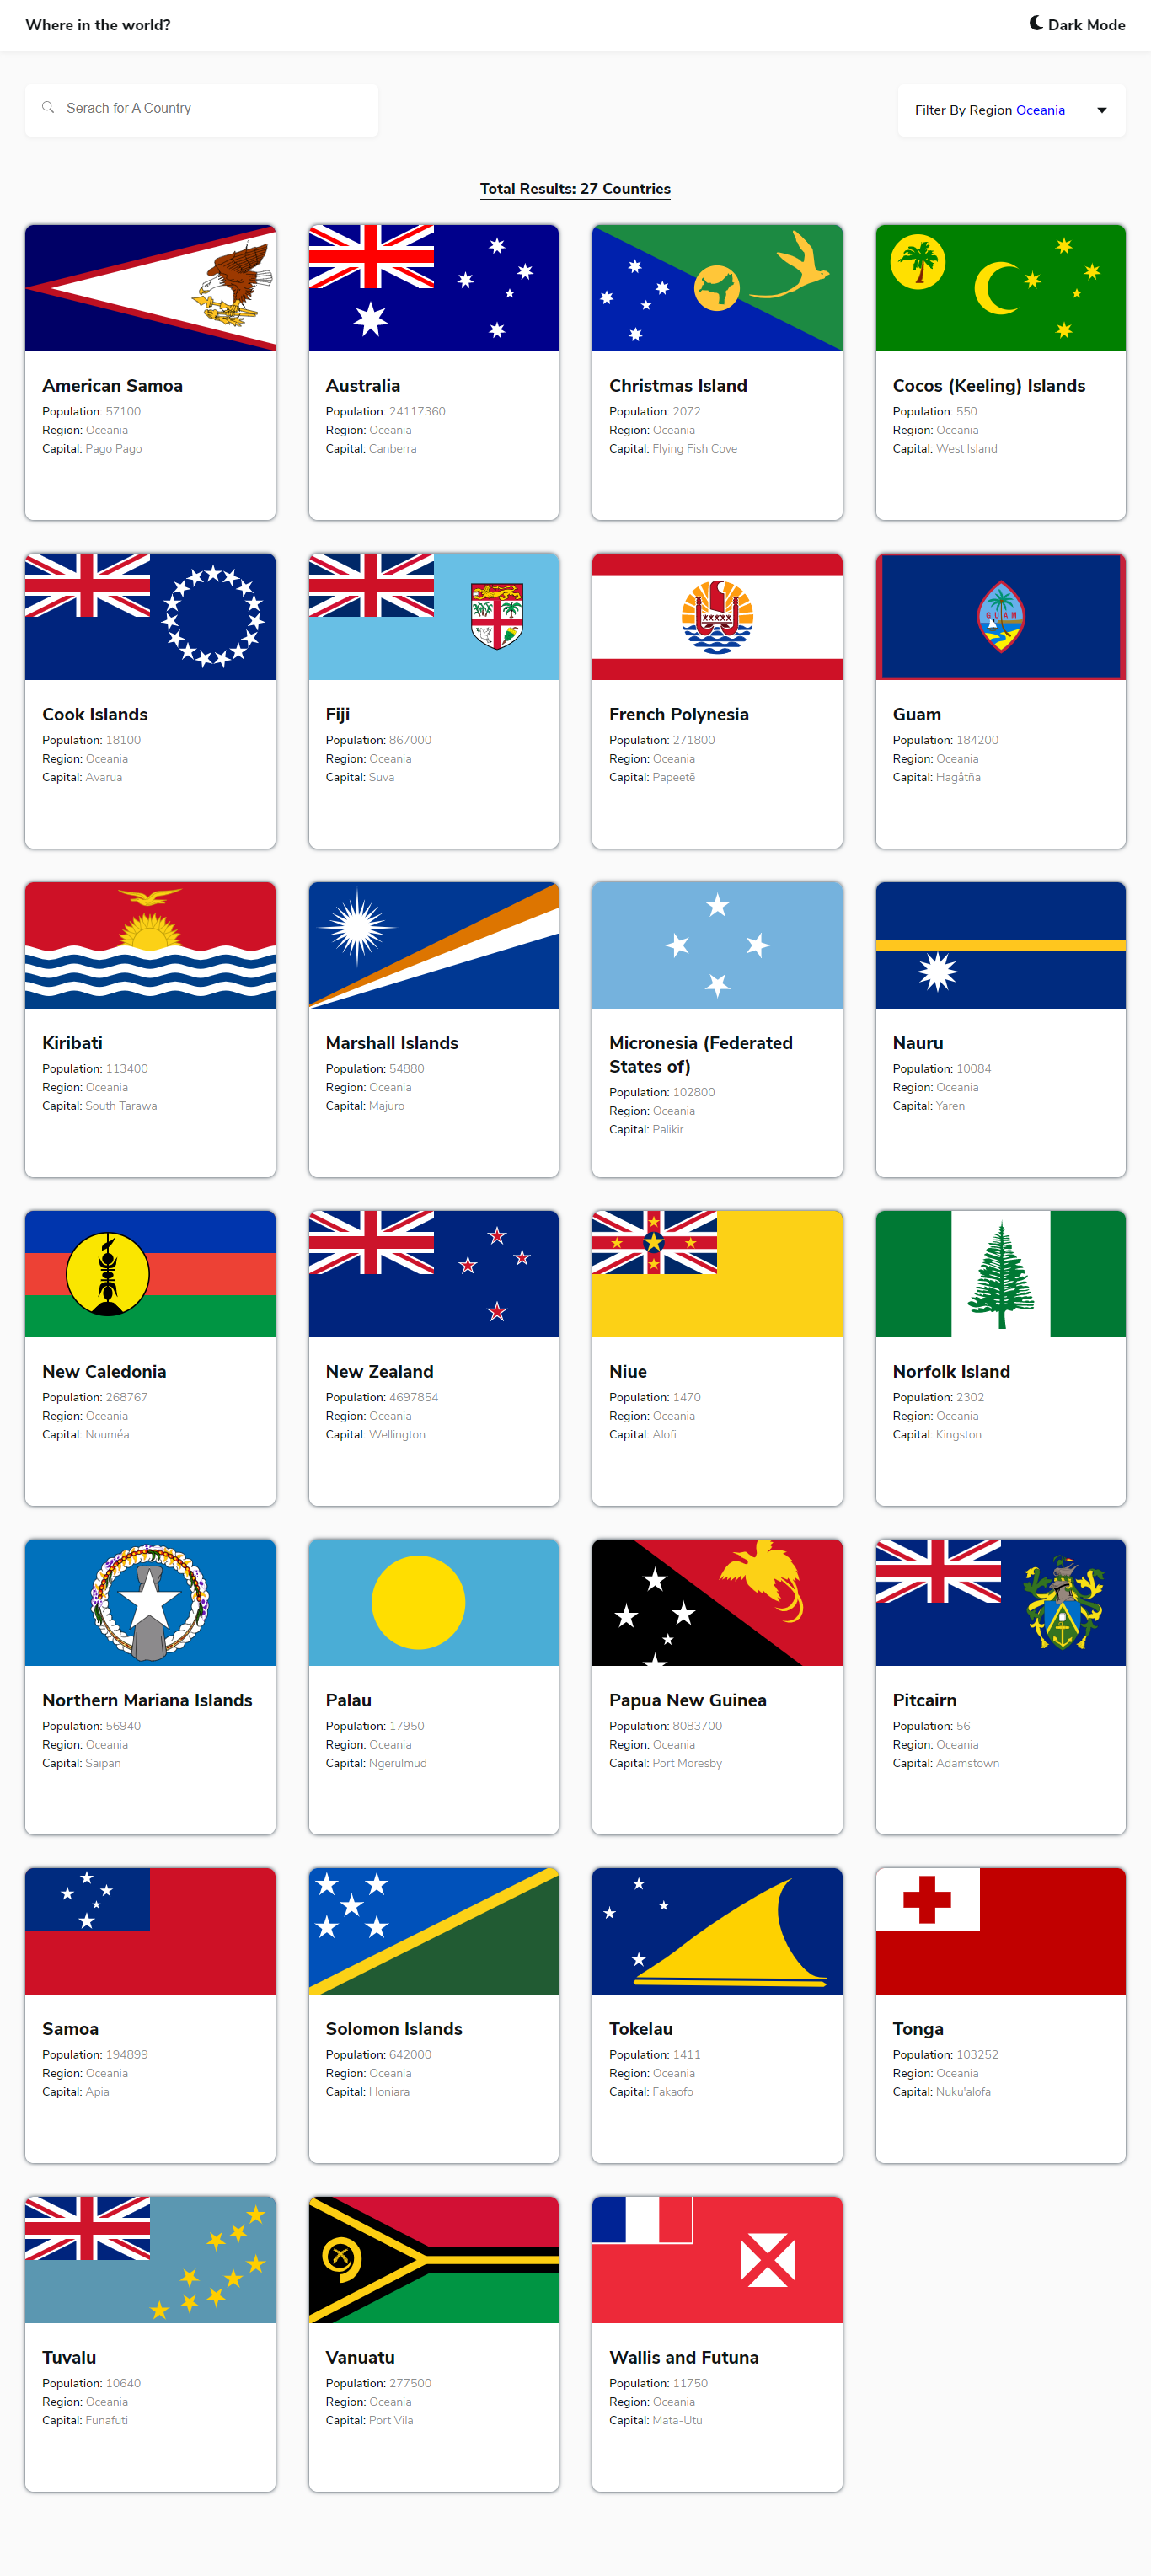 Where in the world?
Dark Mode
Serach for A Country
Filter By Region Oceania
Total Results: 27 Countries
American Samoa
Population: 57100
Region: Oceania
Capital: Pago Pago
Australia
Population: 24117360
Region: Oceania
Capital: Canberra
Christmas Island
Population: 2072
Region: Oceania
Capital: Flying Fish Cove
Cocos (Keeling) Islands
Population: 550
Region: Oceania
Capital: West Island
Cook Islands
Population: 18100
Region: Oceania
Capital: Avarua
Fiji
Population: 867000
Region: Oceania
Capital: Suva
French Polynesia
Population: 271800
Region: Oceania
Capital: Papeetē
GUAM
Guam
Population: 184200
Region: Oceania
Capital: Hagåtña
Kiribati
Population: 113400
Region: Oceania
Capital: South Tarawa
Marshall Islands
Population: 54880
Region: Oceania
Capital: Majuro
Micronesia (Federated
States of)
Population: 102800
Region: Oceania
Capital: Palikir
Nauru
Population: 10084
Region: Oceania
Capital: Yaren
New Caledonia
Population: 268767
Region: Oceania
Capital: Nouméa
New Zealand
Population: 4697854
Region: Oceania
Capital: Wellington
Niue
Population: 1470
Region: Oceania
Capital: Alofi
Norfolk Island
Population: 2302
Region: Oceania
Capital: Kingston
Northern Mariana Islands
Population: 56940
Region: Oceania
Capital: Saipan
Palau
Population: 17950
Region: Oceania
Capital: Ngerulmud
Papua New Guinea
Population: 8083700
Region: Oceania
Capital: Port Moresby
Pitcairn
Population: 56
Region: Oceania
Capital: Adamstown
Samoa
Population: 194899
Region: Oceania
Capital: Apia
Solomon Islands
Population: 642000
Region: Oceania
Capital: Honiara
Tokelau
Population: 1411
Region: Oceania
Capital: Fakaofo
Tonga
Population: 103252
Region: Oceania
Capital: Nuku'alofa
Tuvalu
Population: 10640
Region: Oceania
Capital: Funafuti
Vanuatu
Population: 277500
Region: Oceania
Capital: Port Vila
Wallis and Futuna
Population: 11750
Region: Oceania
Capital: Mata-Utu